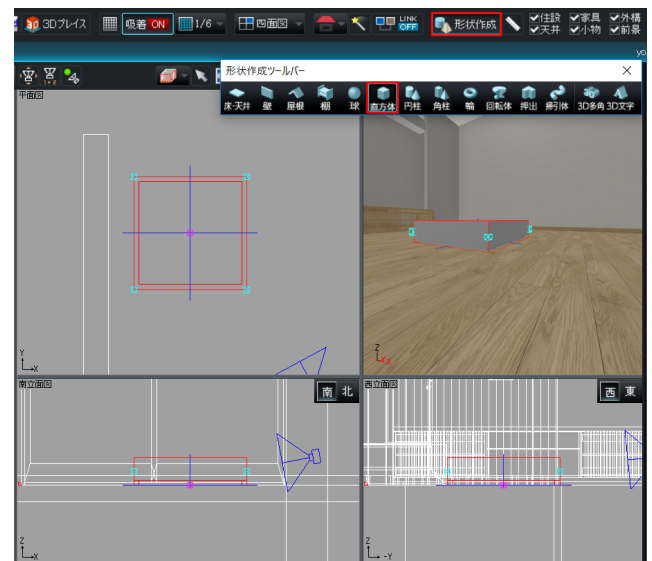 3D 3Dプレイス 吸着 ON 1/6 四面図 LINK OFF 形状作成 ✓住設 ✓家具 ✓外構
✓天井 ✓小物 ✓前景
yo
形状作成ツールバー ×
床·天井 壁 屋根 棚 球 直方体 円柱 角柱 輪 回転体 押出 掃引体 3D多角 3D文字
平面図
Y
X
Z
Y X
南立面図 南 北
西立面図 西 東
Z
X
Z
-Y